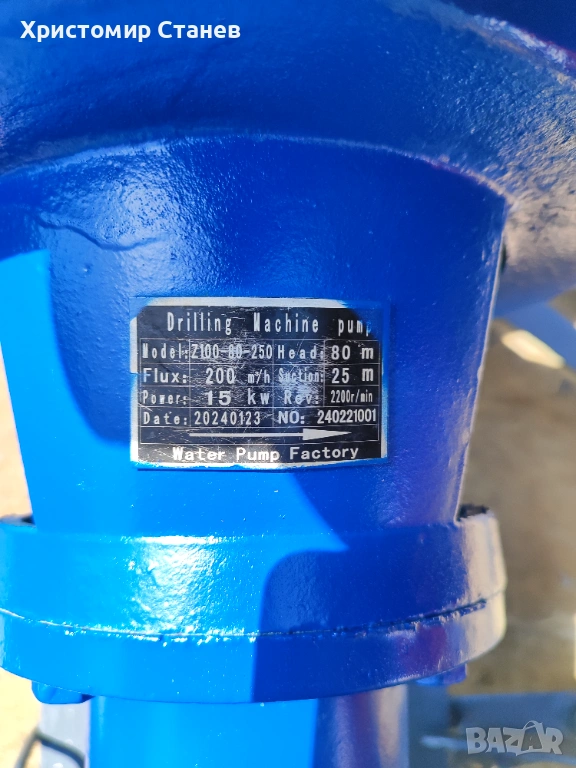 Христомир Станев
Drilling Machine pump
Model: Z100-80-250 Head: 80 m
Flux: 200 m³/h Suction: 25 m
Power: 15 kw Rev: 2200r/min
Date: 20240123 NO: 240221001
Water Pump Factory
BAZAR